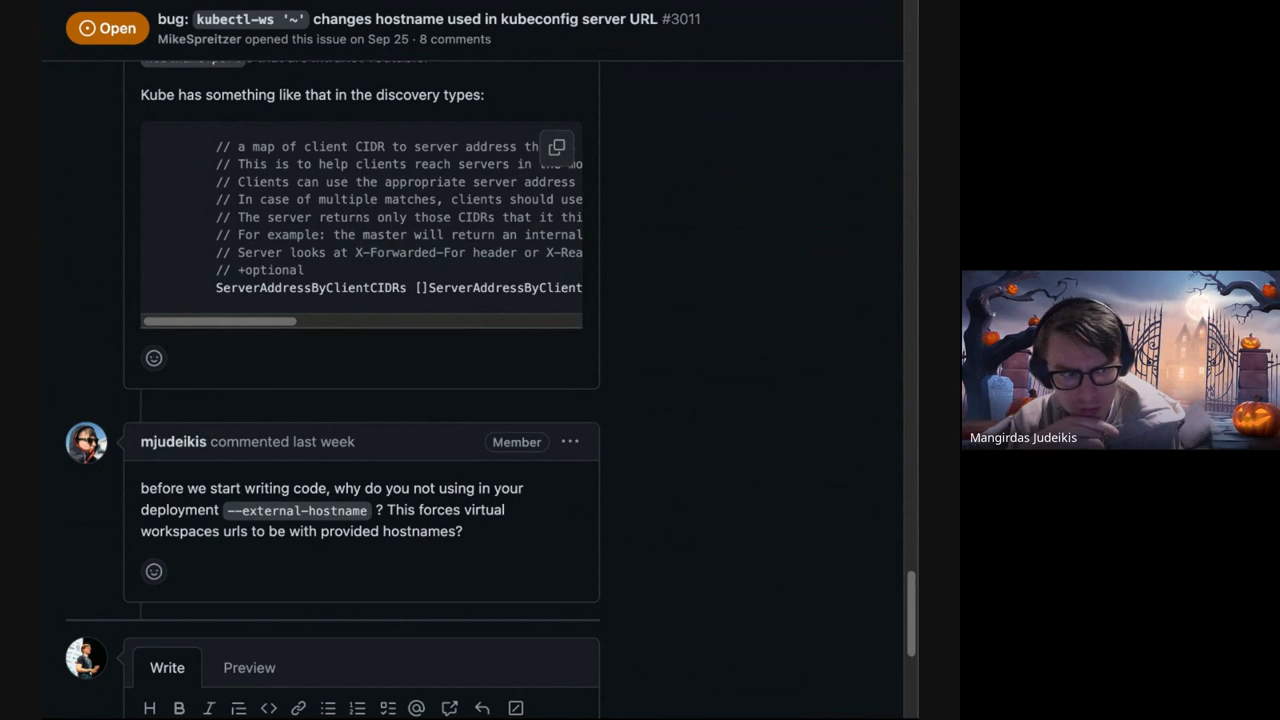 Open
bug: kubectl-ws '~' changes hostname used in kubeconfig server URL #3011
MikeSpreitzer opened this issue on Sep 25 · 8 comments
Kube has something like that in the discovery types:
// a map of client CIDR to server address th
// This is to help clients reach servers in the mo
// Clients can use the appropriate server address
// In case of multiple matches, clients should use
// The server returns only those CIDRs that it thi
// For example: the master will return an internal
// Server looks at X-Forwarded-For header or X-Rea
// +optional
ServerAddressByClientCIDRs []ServerAddressByClient
mjudeikis commented last week
Member
before we start writing code, why do you not using in your
deployment --external-hostname ? This forces virtual
workspaces urls to be with provided hostnames?
Write
Preview
Mangirdas Judeikis